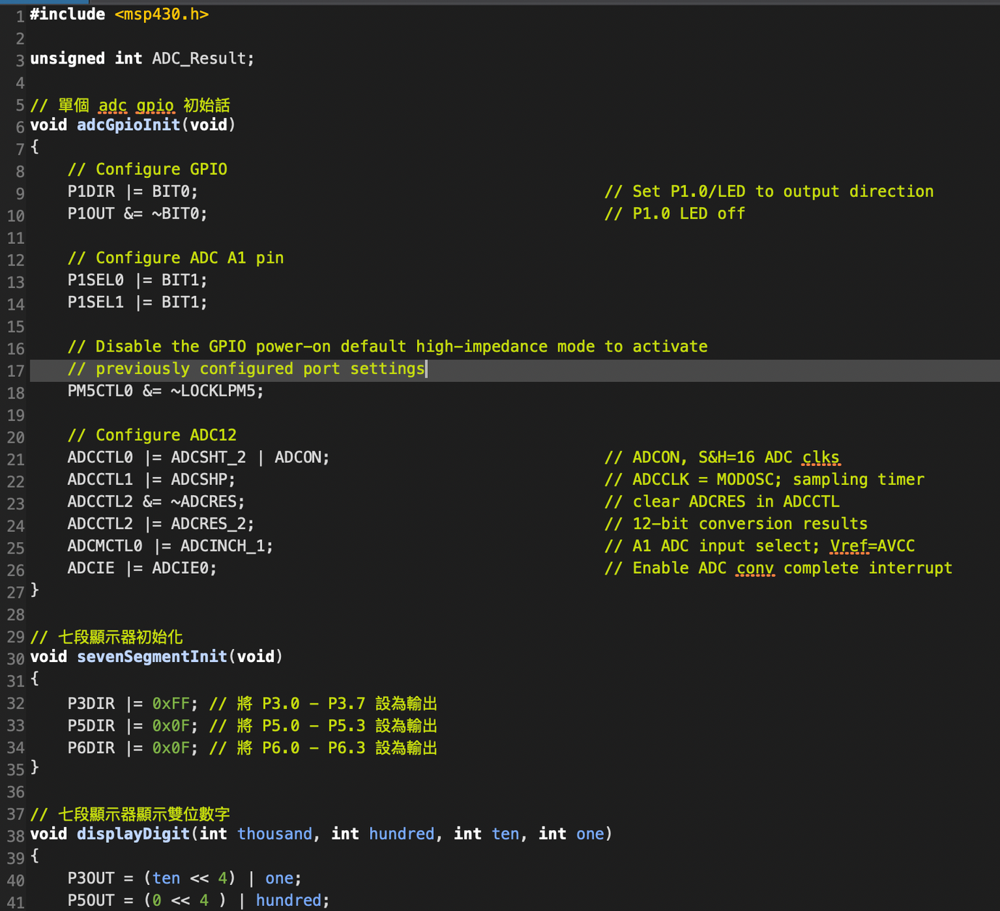 1 #include <msp430.h>
2
3 unsigned int ADC_Result;
4
5 // 單個 adc gpio 初始話
6 void adcGpioInit(void)
7 {
8     // Configure GPIO
9     P1DIR |= BIT0;                                           // Set P1.0/LED to output direction
10     P1OUT &= ~BIT0;                                          // P1.0 LED off
11
12     // Configure ADC A1 pin
13     P1SEL0 |= BIT1;
14     P1SEL1 |= BIT1;
15
16     // Disable the GPIO power-on default high-impedance mode to activate
17     // previously configured port settings
18     PM5CTL0 &= ~LOCKLPM5;
19
20     // Configure ADC12
21     ADCCTL0 |= ADCSHT_2 | ADCON;                             // ADCON, S&H=16 ADC clks
22     ADCCTL1 |= ADCSHP;                                       // ADCCLK = MODOSC; sampling timer
23     ADCCTL2 &= ~ADCRES;                                      // clear ADCRES in ADCCTL
24     ADCCTL2 |= ADCRES_2;                                     // 12-bit conversion results
25     ADCMCTL0 |= ADCINCH_1;                                   // A1 ADC input select; Vref=AVCC
26     ADCIE |= ADCIE0;                                         // Enable ADC conv complete interrupt
27 }
28
29 // 七段顯示器初始化
30 void sevenSegmentInit(void)
31 {
32     P3DIR |= 0xFF; // 將 P3.0 - P3.7 設為輸出
33     P5DIR |= 0x0F; // 將 P5.0 - P5.3 設為輸出
34     P6DIR |= 0x0F; // 將 P6.0 - P6.3 設為輸出
35 }
36
37 // 七段顯示器顯示雙位數字
38 void displayDigit(int thousand, int hundred, int ten, int one)
39 {
40     P3OUT = (ten << 4) | one;
41     P5OUT = (0 << 4 ) | hundred;